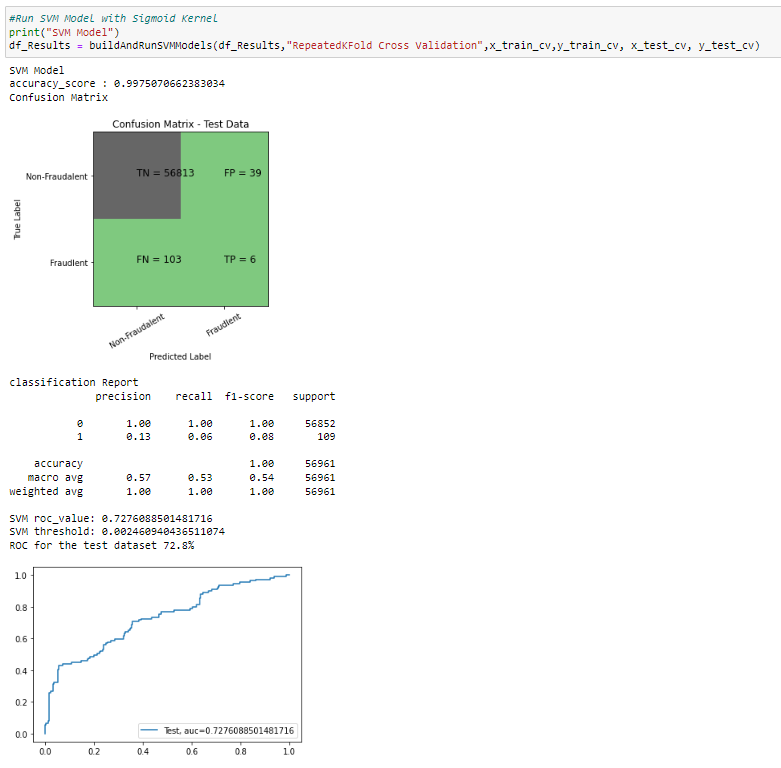 #Run SVM Model with Sigmoid Kernel
print("SVM Model")
df_Results = buildAndRunSVMModels(df_Results,"RepeatedKFold Cross Validation",x_train_cv,y_train_cv, x_test_cv, y_test_cv)
SVM Model
accuracy_score : 0.9975070662383034
Confusion Matrix
Confusion Matrix - Test Data
Non-Fraudalent
TN = 56813
FP = 39
True Label
Fraudlent
FN = 103
TP = 6
Non-Fraudalent
Fraudlent
Predicted Label
classification Report
precision recall f1-score support
0 1.00 1.00 1.00 56852
1 0.13 0.06 0.08 109
accuracy 1.00 56961
macro avg 0.57 0.53 0.54 56961
weighted avg 1.00 1.00 1.00 56961
SVM roc_value: 0.7276088501481716
SVM threshold: 0.002460940436511074
ROC for the test dataset 72.8%
1.0
0.8
0.6
0.4
0.2
0.0
Test, auc=0.7276088501481716
0.0 0.2 0.4 0.6 0.8 1.0